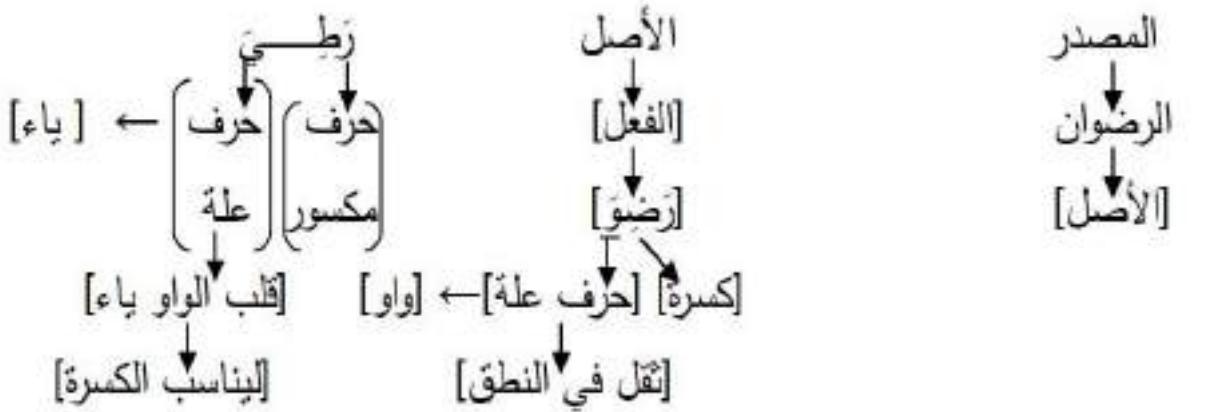 المصدر الأصل رَطِـــيَ
الرضوان [الفعل] (حرف) (حرف) ← [ياء]
[الأصل] [رَضِوَ] (مكسور) (علة)
[كسرة] [حرف علة] ← [واو] [قلب الواو ياء]
[ثقل في النطق] [ليناسب الكسرة]